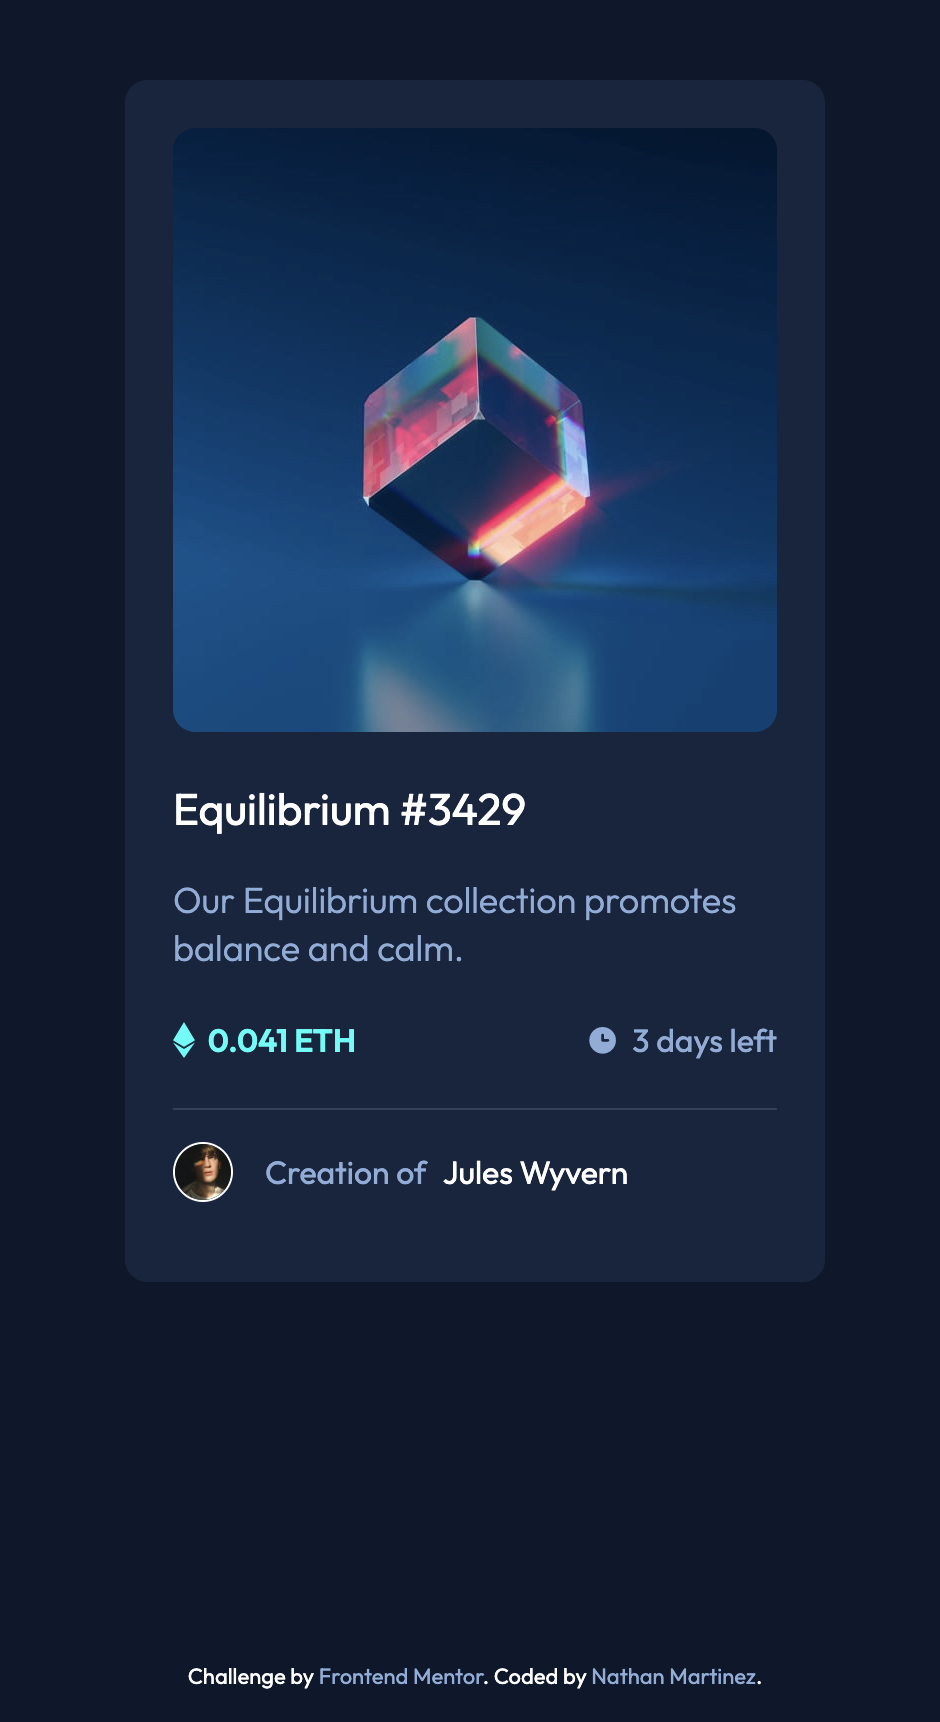 Equilibrium #3429
Our Equilibrium collection promotes
balance and calm.
0.041 ETH
3 days left
Creation of Jules Wyvern
Challenge by Frontend Mentor. Coded by Nathan Martinez.